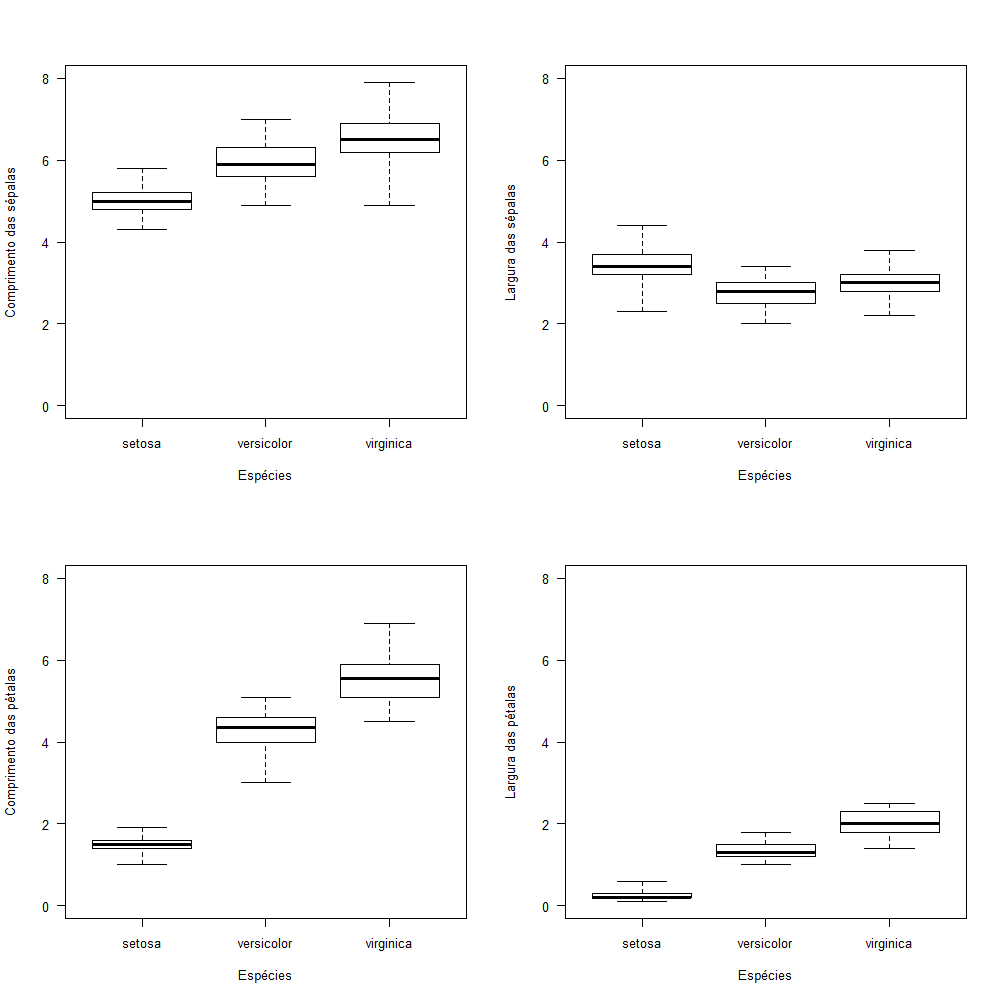 Comprimento das sépalas
8
6
4
2
0
setosa versicolor virginica
Espécies
Largura das sépalas
8
6
4
2
0
setosa versicolor virginica
Espécies
Comprimento das pétalas
8
6
4
2
0
setosa versicolor virginica
Espécies
Largura das pétalas
8
6
4
2
0
setosa versicolor virginica
Espécies